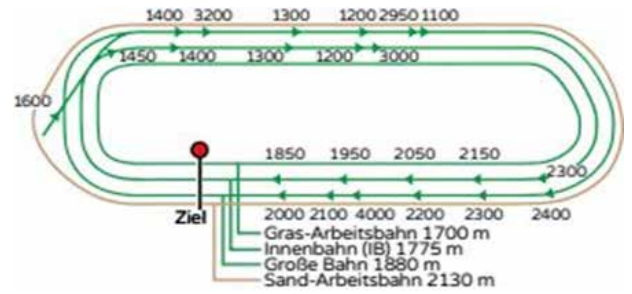 1400 3200 1300 1200 2950 1100
1450 1400 1300 1200 3000
1600
1850 1950 2050 2150 2300
Ziel
2000 2100 4000 2200 2300 2400
Gras-Arbeitsbahn 1700 m
Innenbahn (IB) 1775 m
Große Bahn 1880 m
Sand-Arbeitsbahn 2130 m